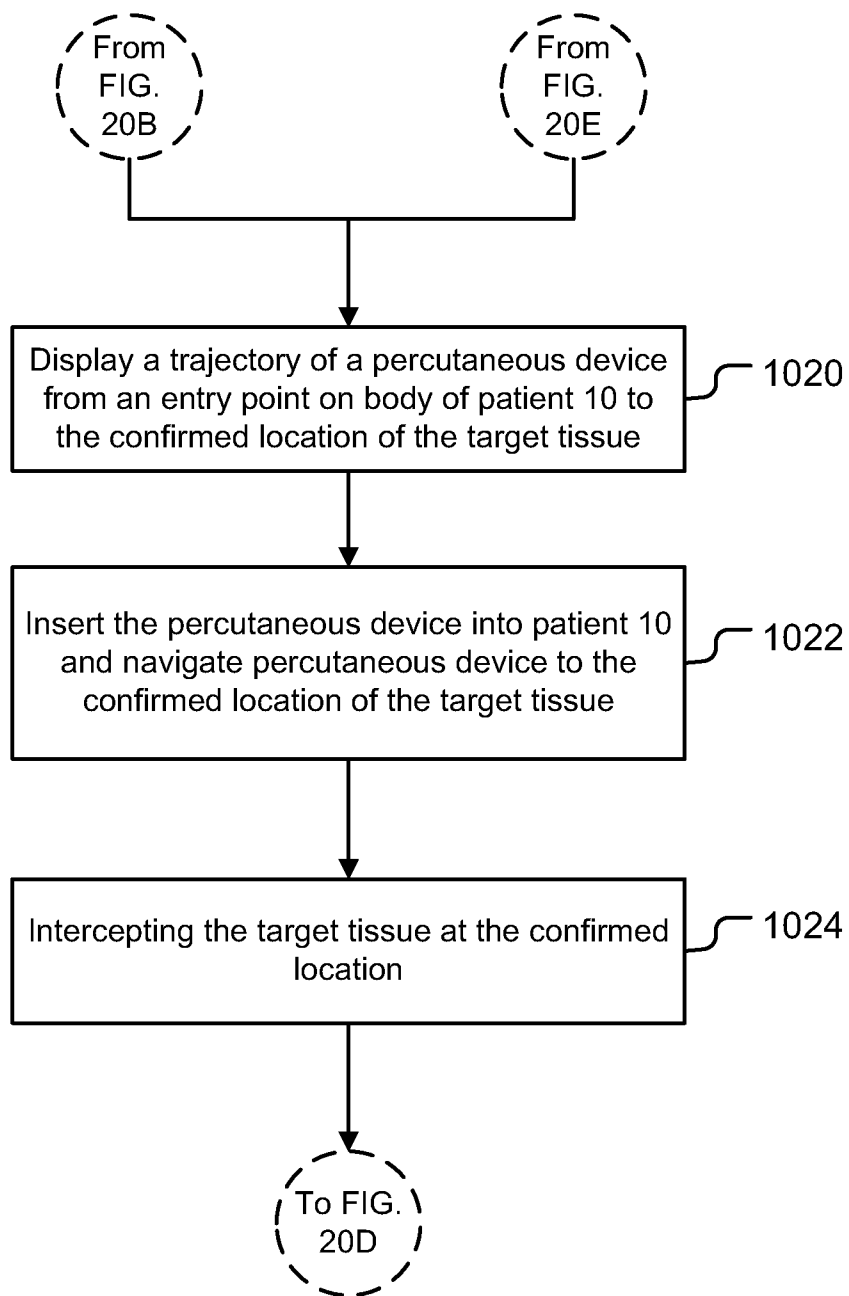 From
FIG.
20B
From
FIG.
20E
Display a trajectory of a percutaneous device
from an entry point on body of patient 10 to
the confirmed location of the target tissue
1020
Insert the percutaneous device into patient 10
and navigate percutaneous device to the
confirmed location of the target tissue
1022
Intercepting the target tissue at the confirmed
location
1024
To FIG.
20D